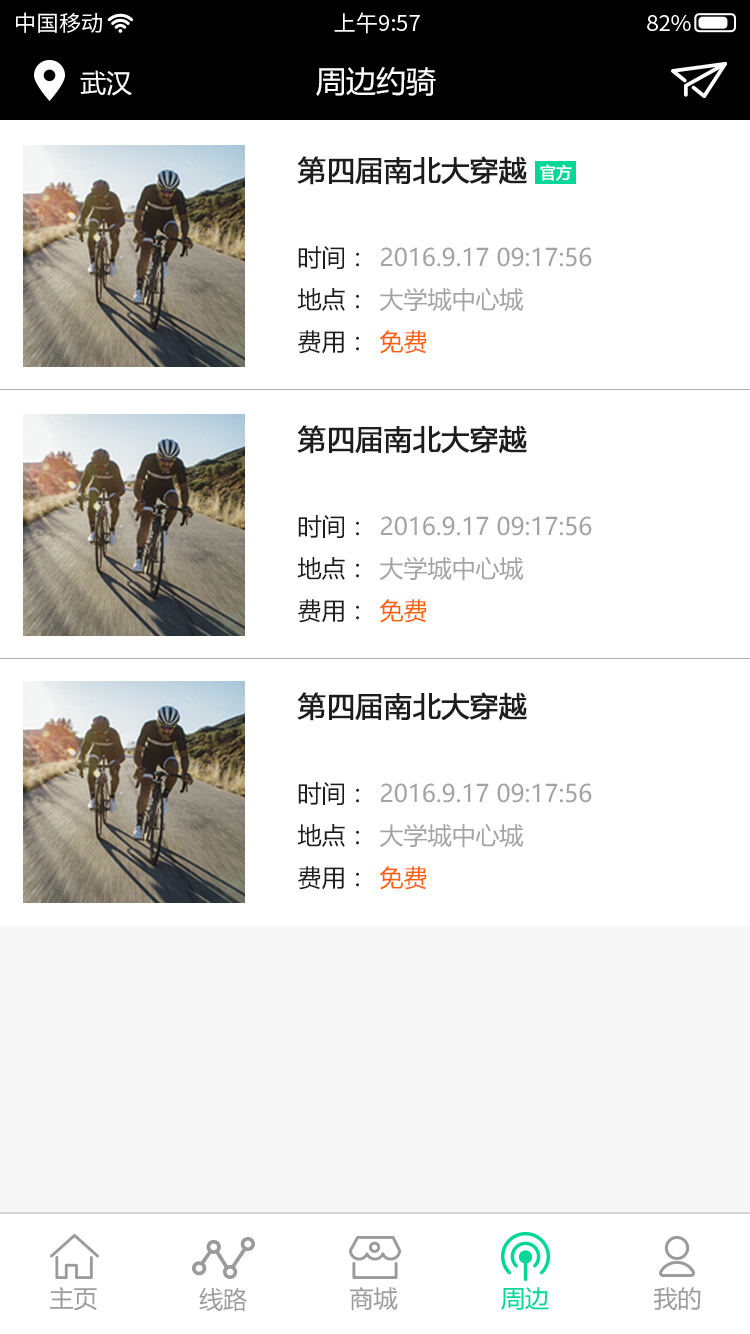 中国移动 上午9:57 82%
武汉 周边约骑
第四届南北大穿越 官方
时间： 2016.9.17 09:17:56
地点： 大学城中心城
费用： 免费
第四届南北大穿越
时间： 2016.9.17 09:17:56
地点： 大学城中心城
费用： 免费
第四届南北大穿越
时间： 2016.9.17 09:17:56
地点： 大学城中心城
费用： 免费
主页 线路 商城 周边 我的